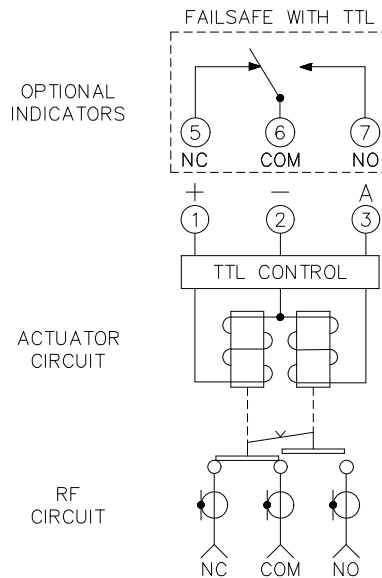 FAILSAFE WITH TTL
OPTIONAL
INDICATORS
5 6 7
NC COM NO
+ − A
1 2 3
TTL CONTROL
ACTUATOR
CIRCUIT
RF
CIRCUIT
NC COM NO